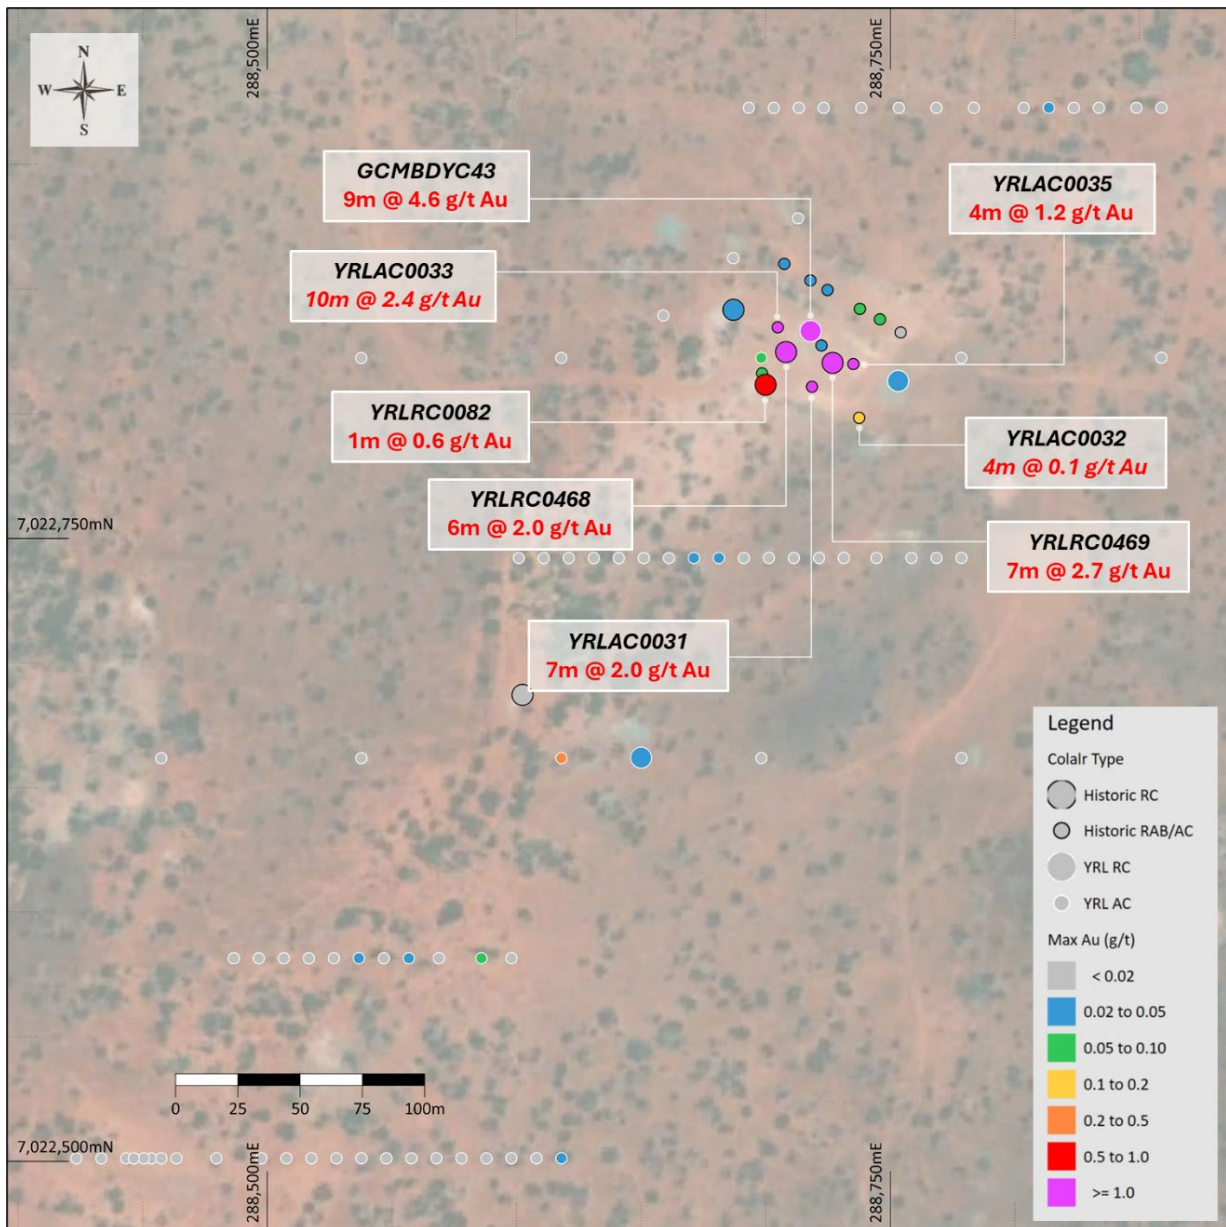 N
W E
S
288,500mE
288,750mE
GCMBDYC43
9m @ 4.6 g/t Au
YRLAC0035
4m @ 1.2 g/t Au
YRLAC0033
10m @ 2.4 g/t Au
YRLRC0082
1m @ 0.6 g/t Au
YRLAC0032
4m @ 0.1 g/t Au
YRLRC0468
6m @ 2.0 g/t Au
7,022,750mN
YRLRC0469
7m @ 2.7 g/t Au
YRLAC0031
7m @ 2.0 g/t Au
Legend
Colalr Type
Historic RC
Historic RAB/AC
YRL RC
YRL AC
Max Au (g/t)
< 0.02
0.02 to 0.05
0.05 to 0.10
0.1 to 0.2
0.2 to 0.5
0.5 to 1.0
>= 1.0
0 25 50 75 100m
7,022,500mN
288,500mE
288,750mE